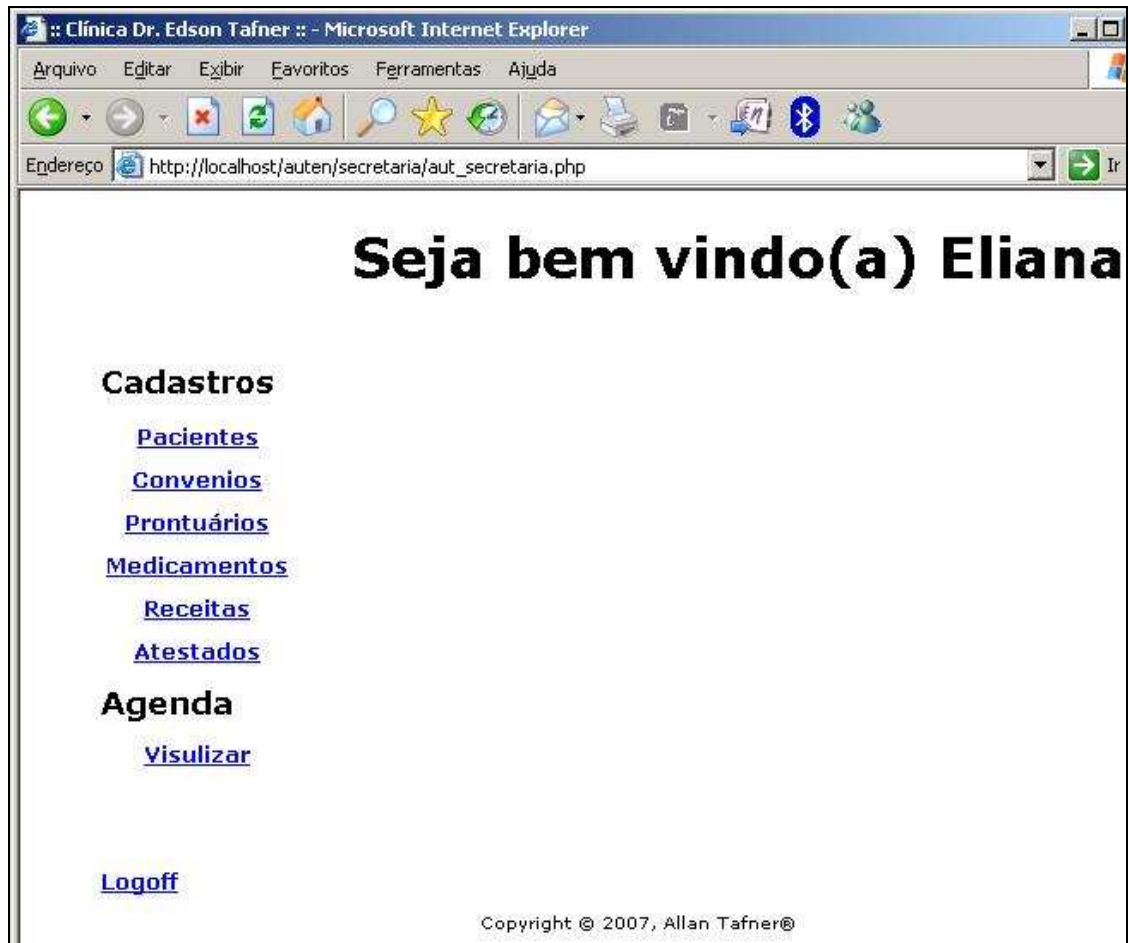 :: Clínica Dr. Edson Tafner :: - Microsoft Internet Explorer
Arquivo Editar Exibir Favoritos Ferramentas Ajuda
Endereço http://localhost/auten/secretaria/aut_secretaria.php Ir
Seja bem vindo(a) Eliana
Cadastros
Pacientes
Convenios
Prontuários
Medicamentos
Receitas
Atestados
Agenda
Visulizar
Logoff
Copyright © 2007, Allan Tafner®